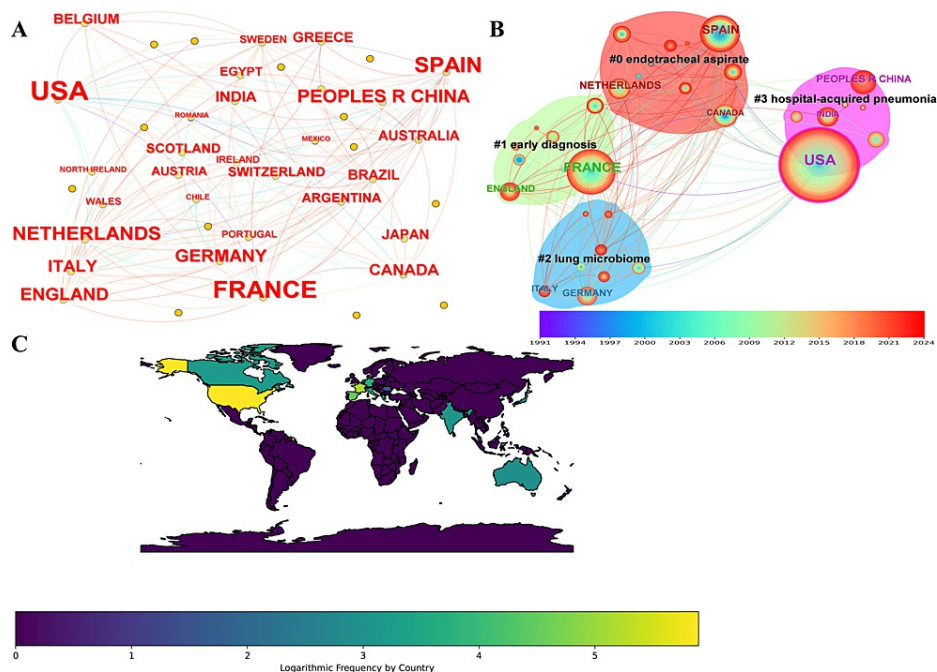 A
BELGIUM
SWEDEN
GREECE
EGYPT
SPAIN
USA
INDIA
PEOPLES R CHINA
ROMANIA
MEXICO
AUSTRALIA
SCOTLAND
IRELAND
NORTH IRELAND
AUSTRIA
SWITZERLAND
BRAZIL
WALES
CHILE
ARGENTINA
NETHERLANDS
PORTUGAL
JAPAN
ITALY
GERMANY
CANADA
ENGLAND
FRANCE
B
SPAIN
#0 endotracheal aspirate
NETHERLANDS
CANADA
PEOPLES R CHINA
#3 hospital-acquired pneumonia
INDIA
USA
#1 early diagnosis
FRANCE
ENGLAND
#2 lung microbiome
ITALY
GERMANY
1991 1994 1997 2000 2003 2006 2009 2012 2015 2018 2021 2024
C
0 1 2 3 4 5
Logarithmic Frequency by Country